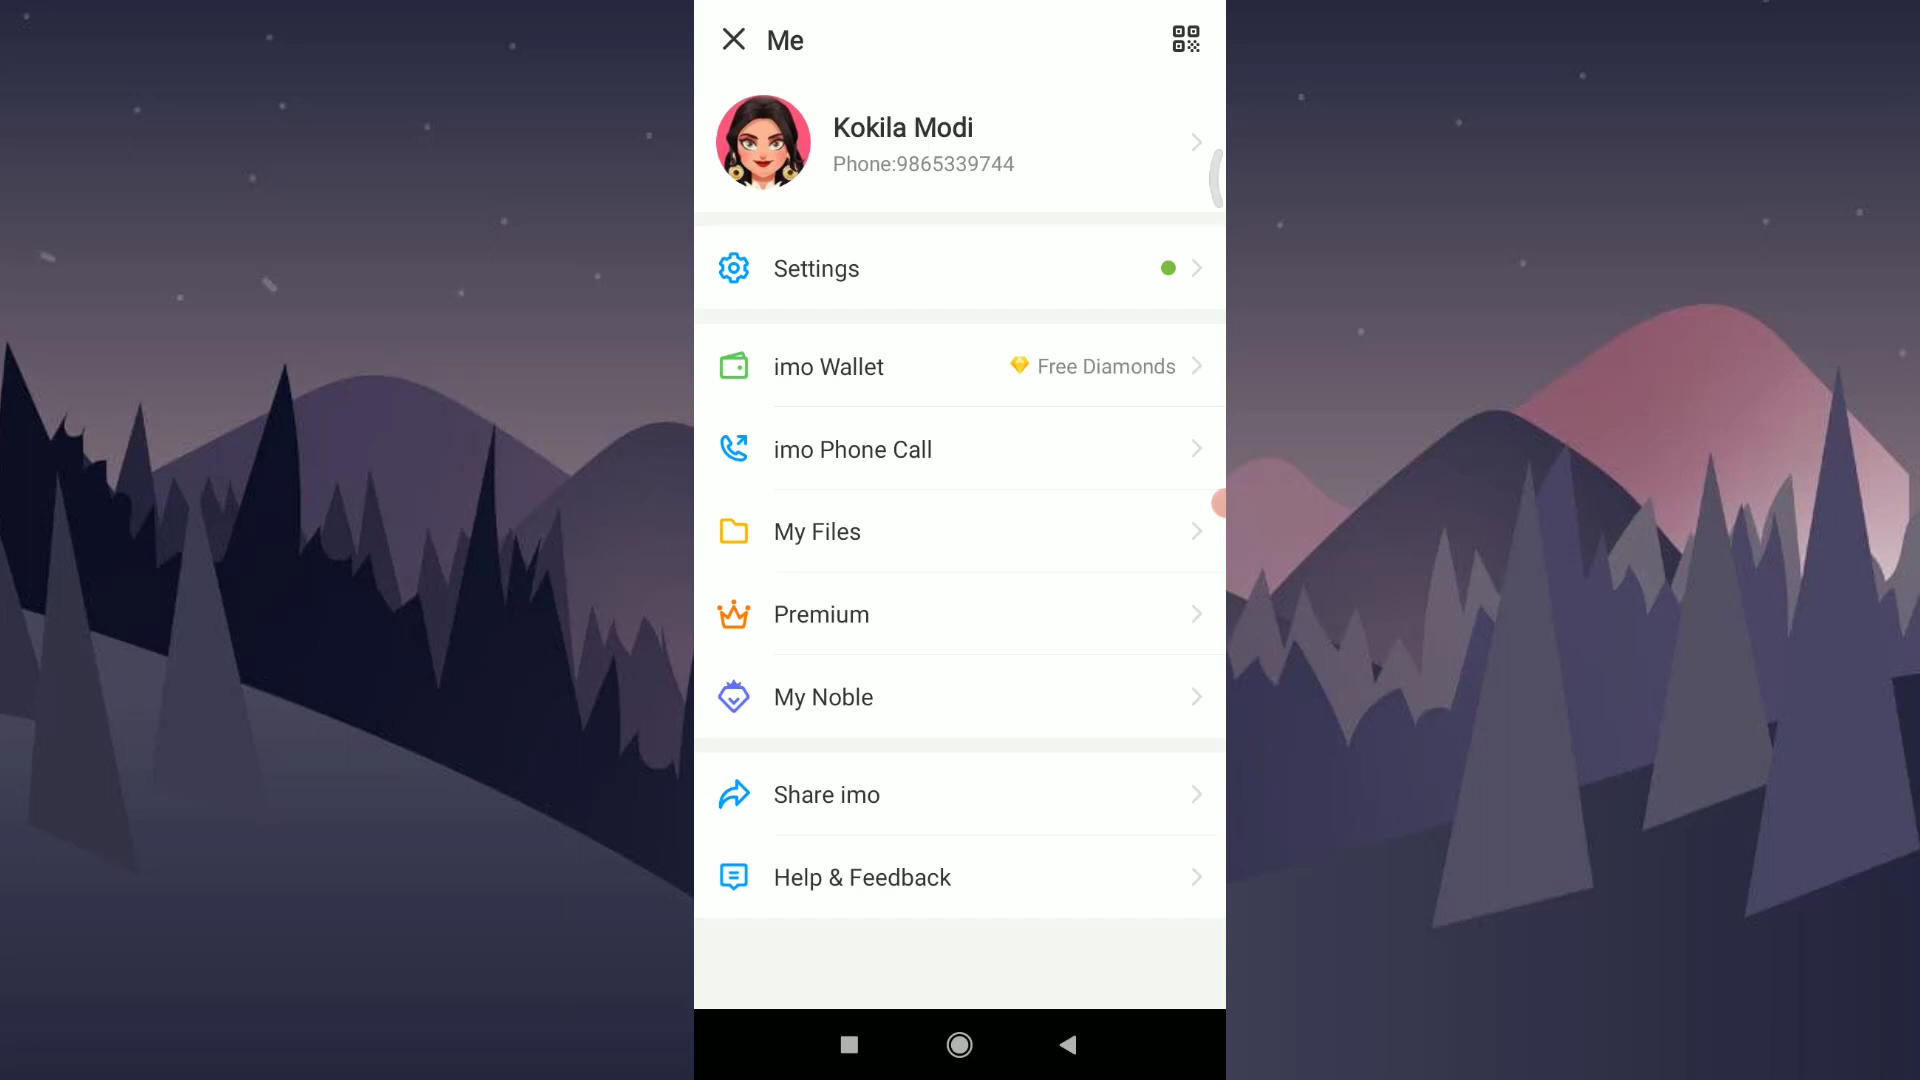 Me
Kokila Modi
Phone:9865339744
Settings
imo Wallet Free Diamonds
imo Phone Call
My Files
Premium
My Noble
Share imo
Help & Feedback